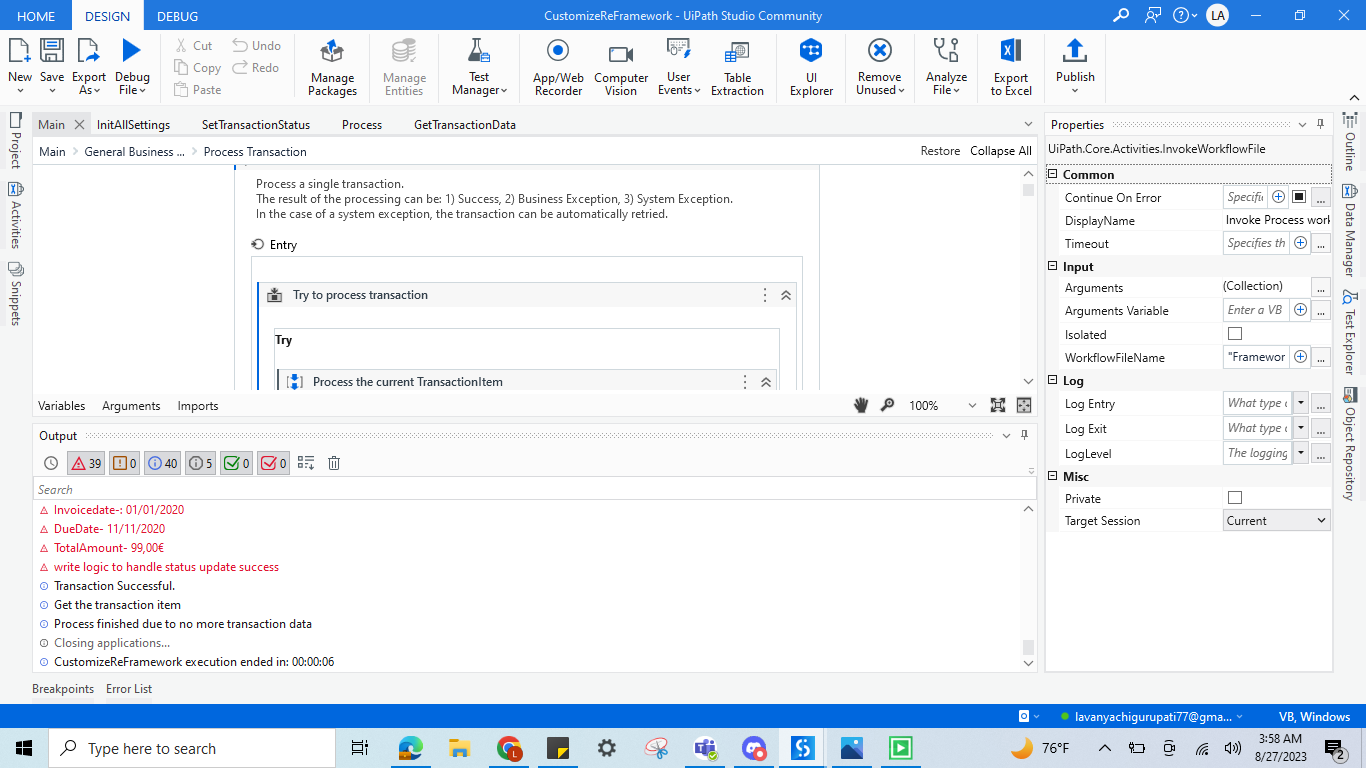 HOME DESIGN DEBUG CustomizeReFramework - UiPath Studio Community LA
New Save Export As Debug File Cut Copy Paste Undo Redo Manage Packages Manage Entities Test Manager App/Web Recorder Computer Vision User Events Table Extraction UI Explorer Remove Unused Analyze File Export to Excel Publish
Main InitAllSettings SetTransactionStatus Process GetTransactionData
Main General Business ... Process Transaction Restore Collapse All
Project
Activities
Snippets
Process a single transaction.
The result of the processing can be: 1) Success, 2) Business Exception, 3) System Exception.
In the case of a system exception, the transaction can be automatically retried.
Entry
Try to process transaction
Try
Process the current TransactionItem
Variables Arguments Imports 100%
Output
39 0 40 5 0 0
Search
Invoicedate-: 01/01/2020
DueDate- 11/11/2020
TotalAmount- 99,00€
write logic to handle status update success
Transaction Successful.
Get the transaction item
Process finished due to no more transaction data
Closing applications...
CustomizeReFramework execution ended in: 00:00:06
Breakpoints Error List
Properties
UiPath.Core.Activities.InvokeWorkflowFile
Common
Continue On Error Specifi ...
DisplayName Invoke Process work
Timeout Specifies th ...
Input
Arguments (Collection) ...
Arguments Variable Enter a VB ...
Isolated
WorkflowFileName "Framewor ...
Log
Log Entry What type o ...
Log Exit What type o ...
LogLevel The logging ...
Misc
Private
Target Session Current
Outline
Data Manager
Test Explorer
Object Repository
lavanyachigurupati77@gma... VB, Windows
Type here to search 76°F 3:58 AM
8/27/2023 2